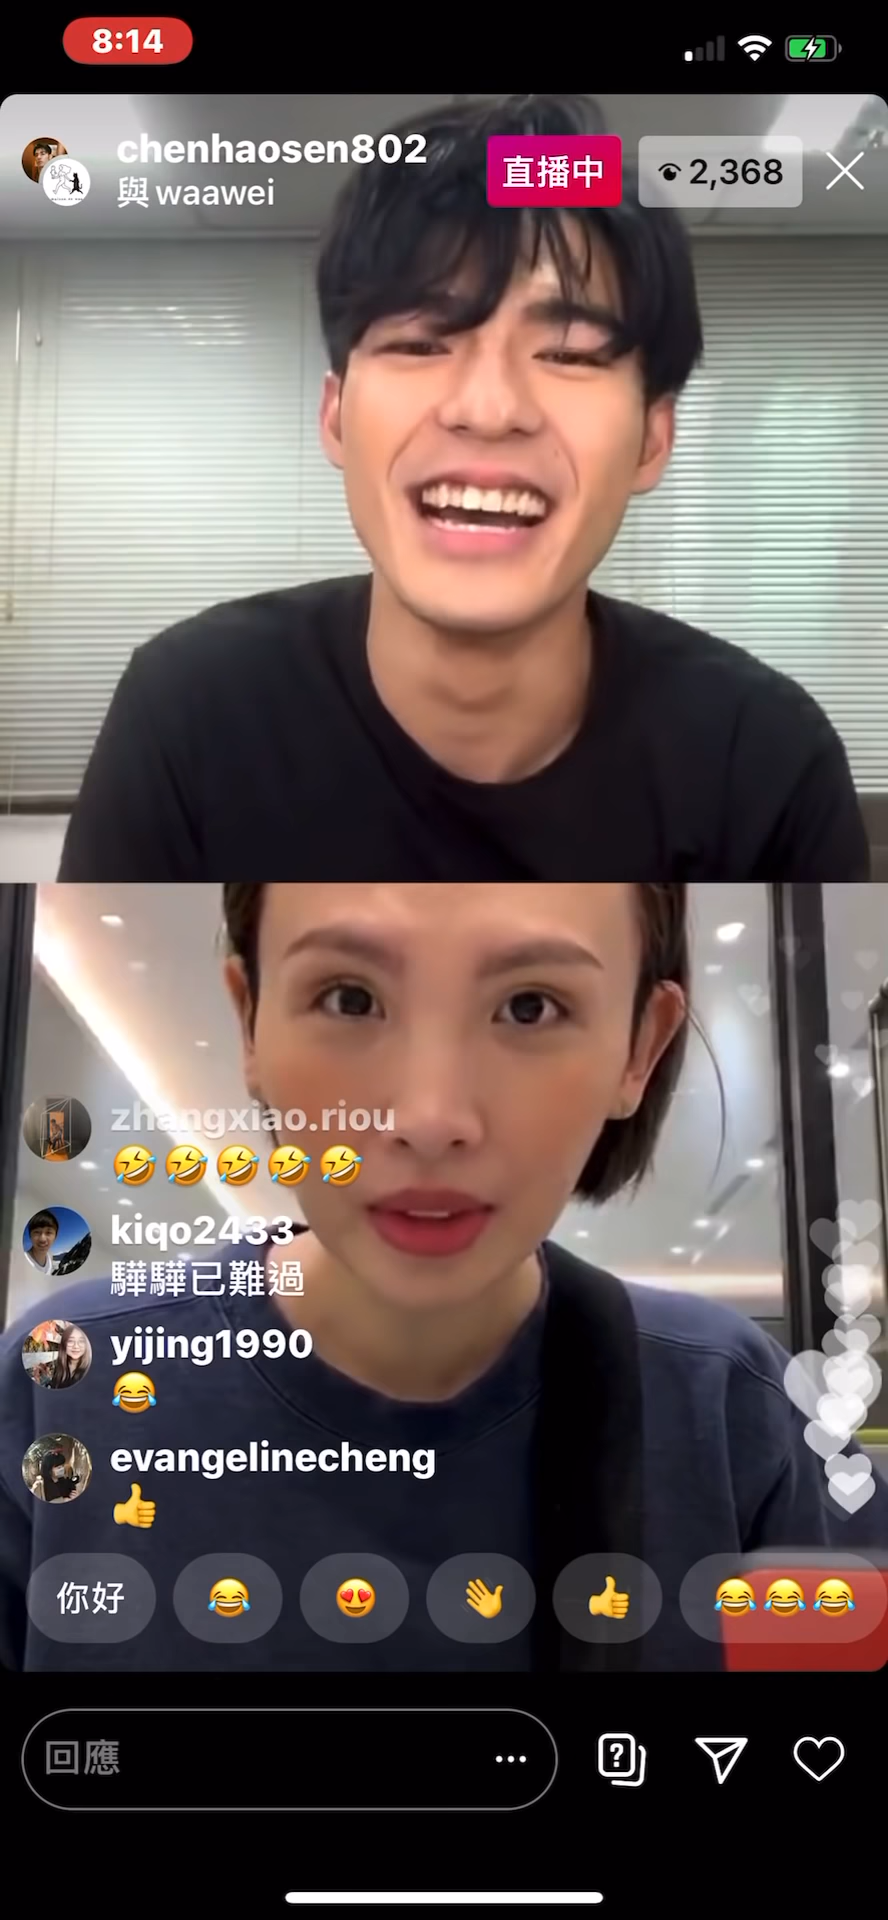 8:14
chenhaosen802
與 waawei
直播中
2,368
zhangxiao.riou
🤣🤣🤣🤣🤣
kiqo2433
驊驊已難過
yijing1990
😂
evangelinecheng
👍
你好 😂 😍 👋 👍 😂😂😂
回應